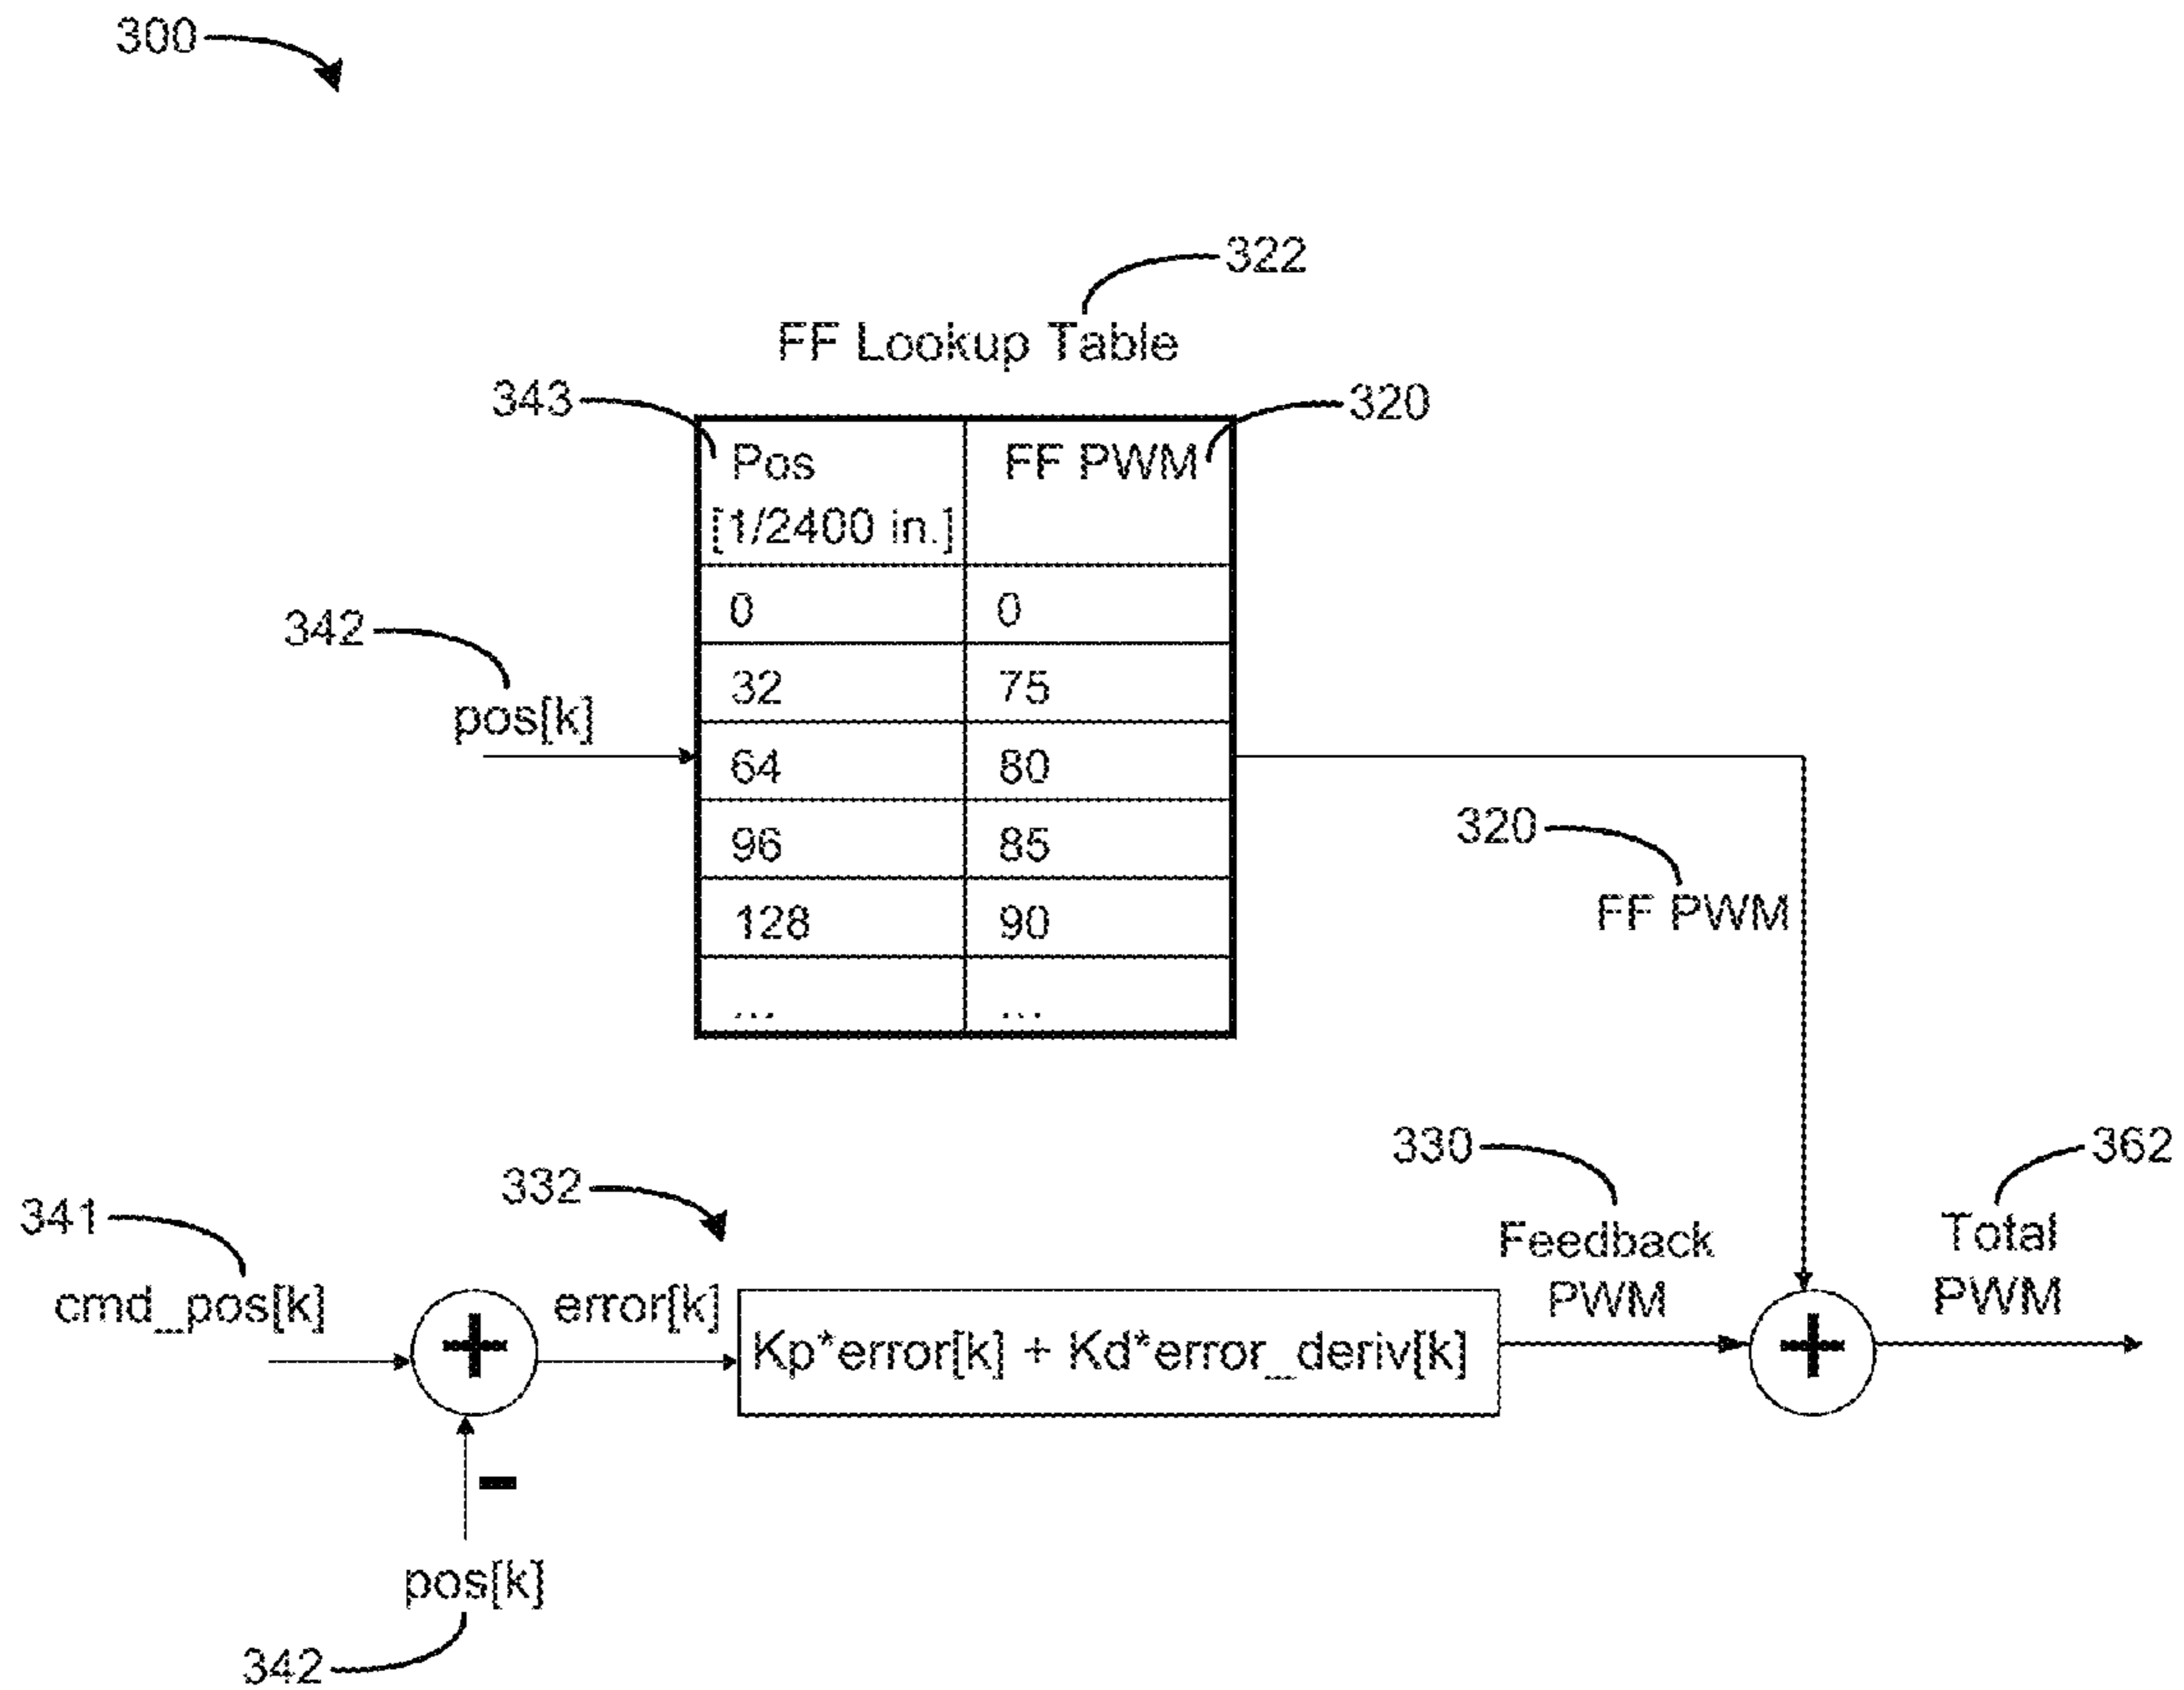 300
322
FF Lookup Table
343
320
Pos
[1/2400 in.]
FF PWM
0 0
32 75
64 80
96 85
128 90
... ...
342
pos[k]
320
FF PWM
330
362
332
341
Feedback
PWM
Total
PWM
cmd_pos[k]
+
error[k]
Kp*error[k] + Kd*error_deriv[k]
+
-
pos[k]
342